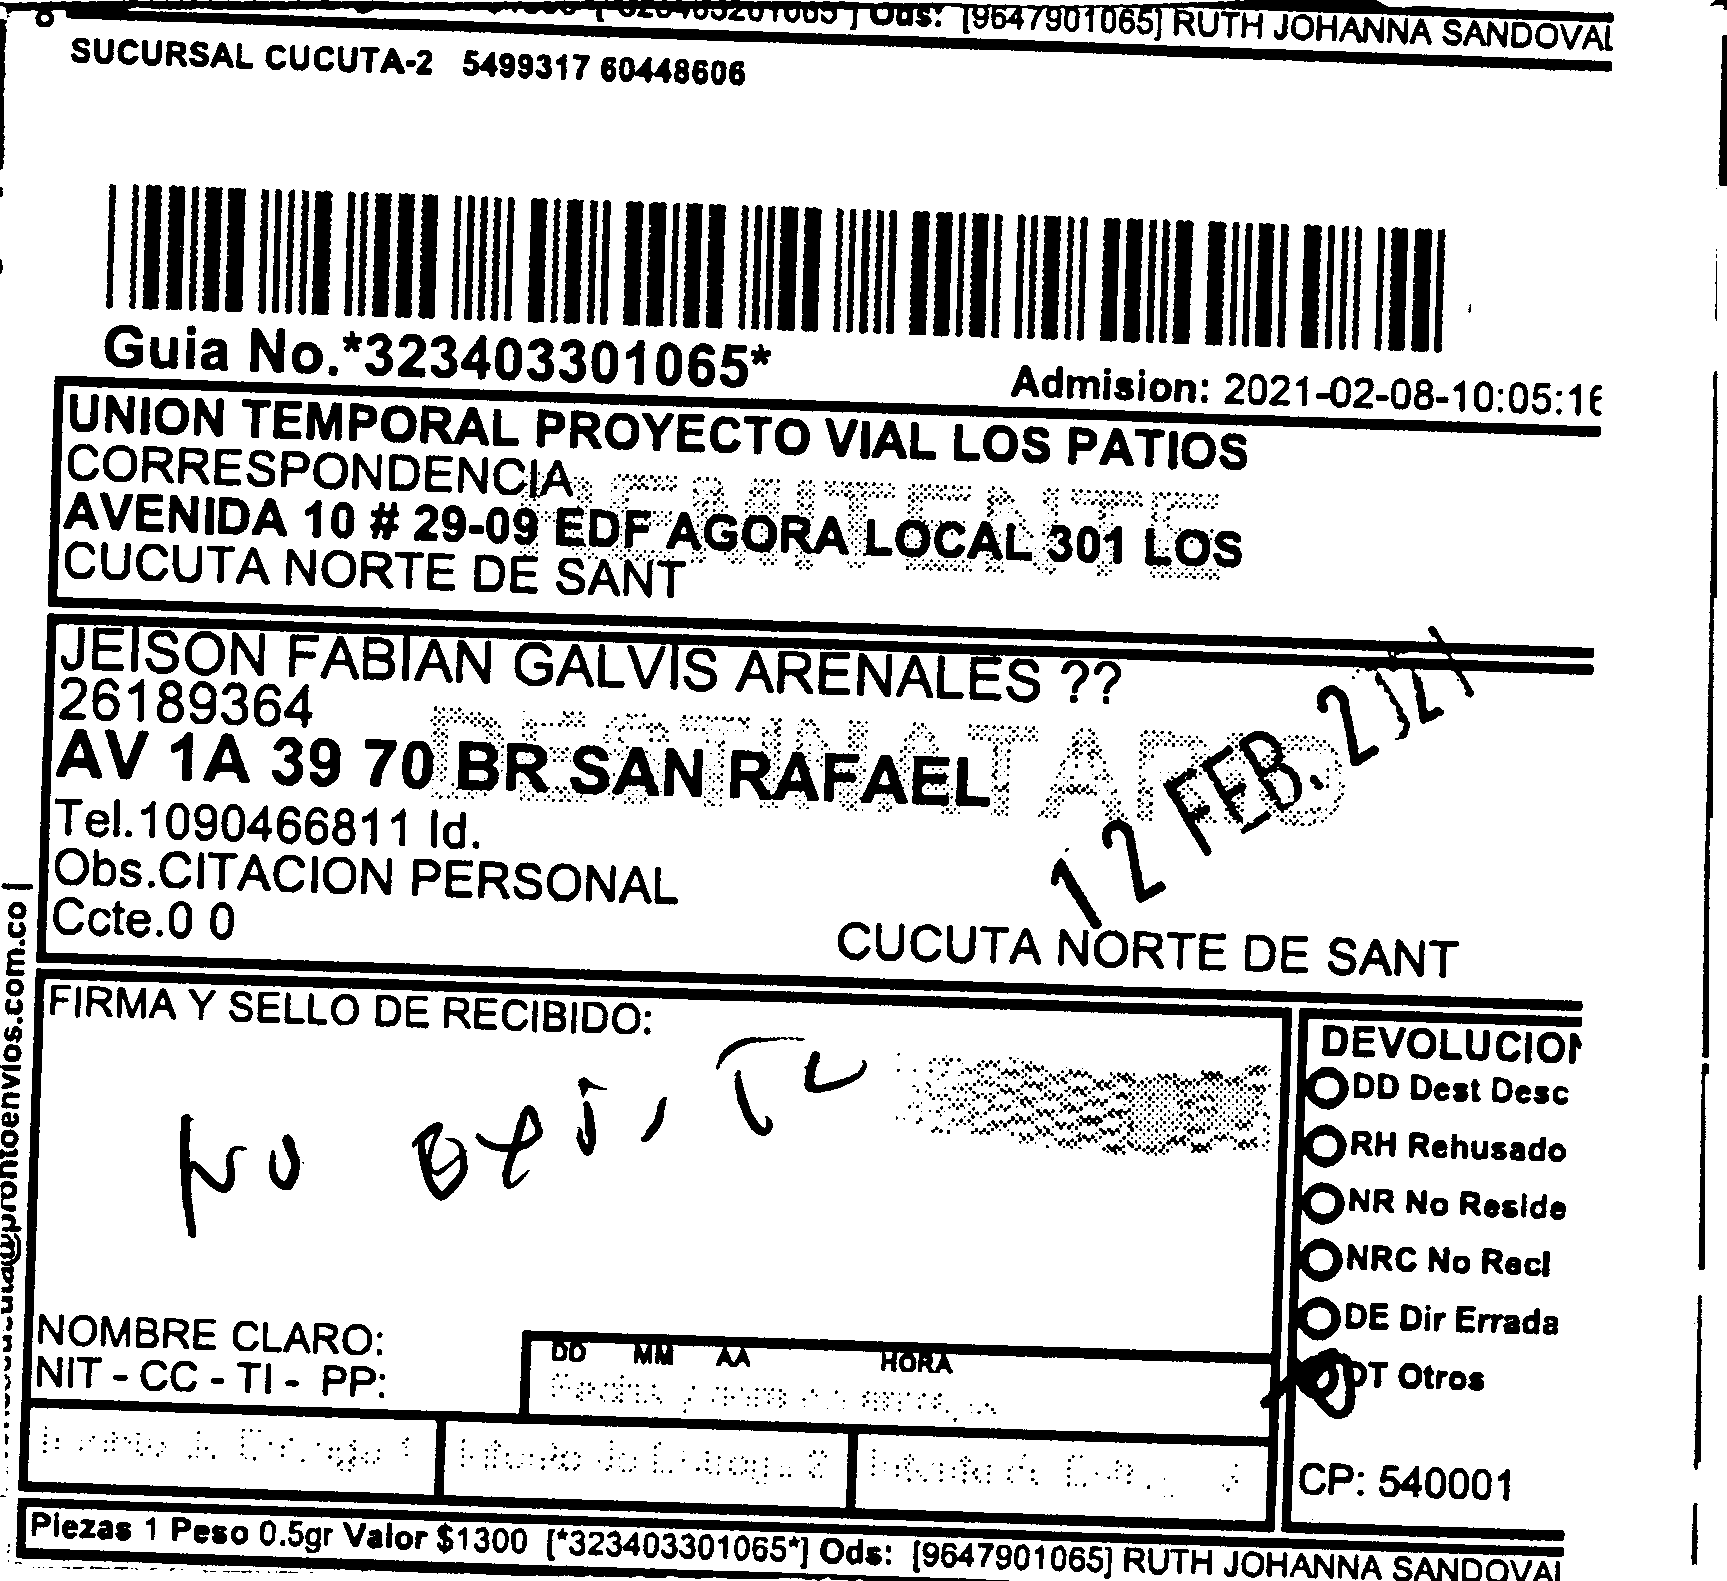 Ods: [9647901065] RUTH JOHANNA SANDOVAL
SUCURSAL CUCUTA-2 5499317 60448606
Guia No.*323403301065*
Admision: 2021-02-08-10:05:16
UNION TEMPORAL PROYECTO VIAL LOS PATIOS
CORRESPONDENCIA
REMITENTE
AVENIDA 10 # 29-09 EDF AGORA LOCAL 301 LOS
CUCUTA NORTE DE SANT
JEISON FABIAN GALVIS ARENALES ??
26189364
DESTINATARIO
AV 1A 39 70 BR SAN RAFAEL
12 FEB. 2021
Tel.1090466811 Id.
Obs.CITACION PERSONAL
Ccte.0 0
CUCUTA NORTE DE SANT
FIRMA Y SELLO DE RECIBIDO:
DEVOLUCION
DD Dest Desc
RH Rehusado
NR No Reside
NRC No Recl
DE Dir Errada
OT Otros
No
NOMBRE CLARO:
NIT - CC - TI - PP:
DD MM AA HORA
CP: 540001
Piezas 1 Peso 0.5gr Valor $1300 [*323403301065*] Ods: [9647901065] RUTH JOHANNA SANDOVAL
@prontoenvios.com.co |